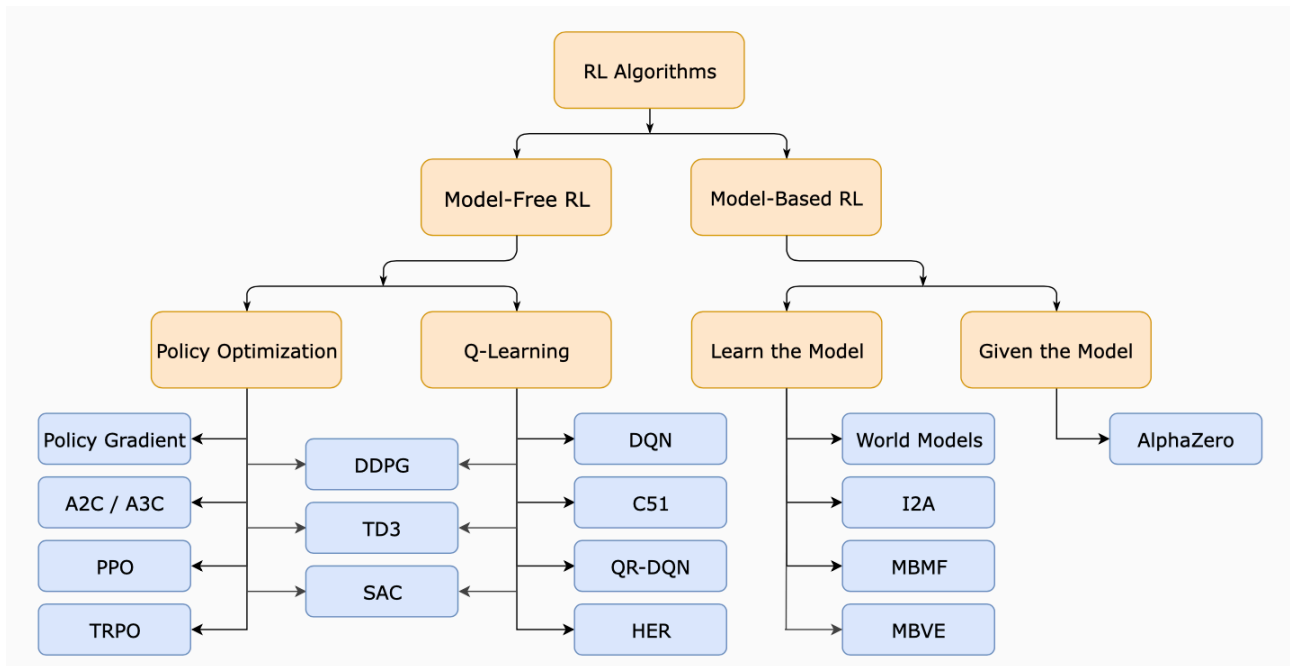 RL Algorithms
Model-Free RL
Model-Based RL
Policy Optimization
Q-Learning
Learn the Model
Given the Model
Policy Gradient
DDPG
DQN
World Models
AlphaZero
A2C / A3C
TD3
C51
I2A
PPO
SAC
QR-DQN
MBMF
TRPO
HER
MBVE